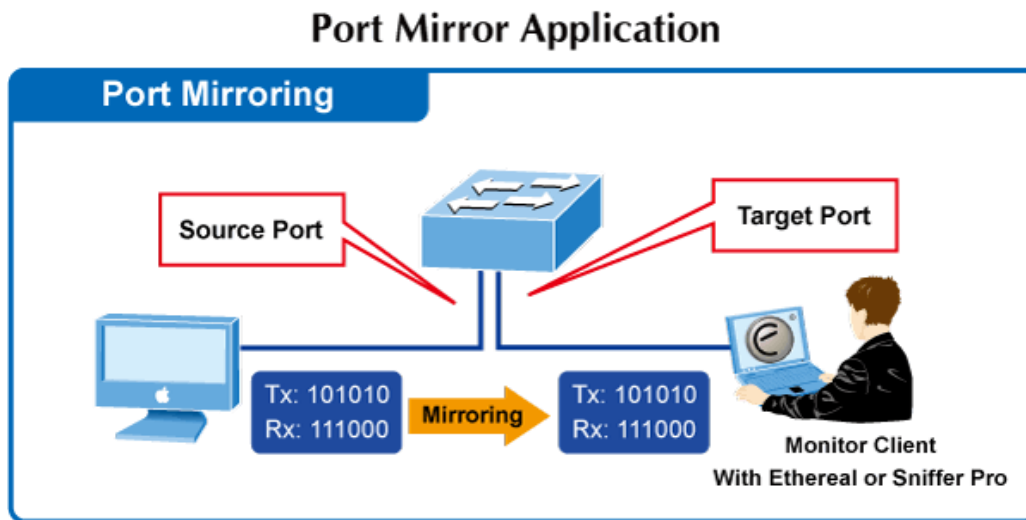 Port Mirror Application
Port Mirroring
Source Port
Target Port
Tx: 101010
Rx: 111000
Mirroring
Tx: 101010
Rx: 111000
e
Monitor Client
With Ethereal or Sniffer Pro